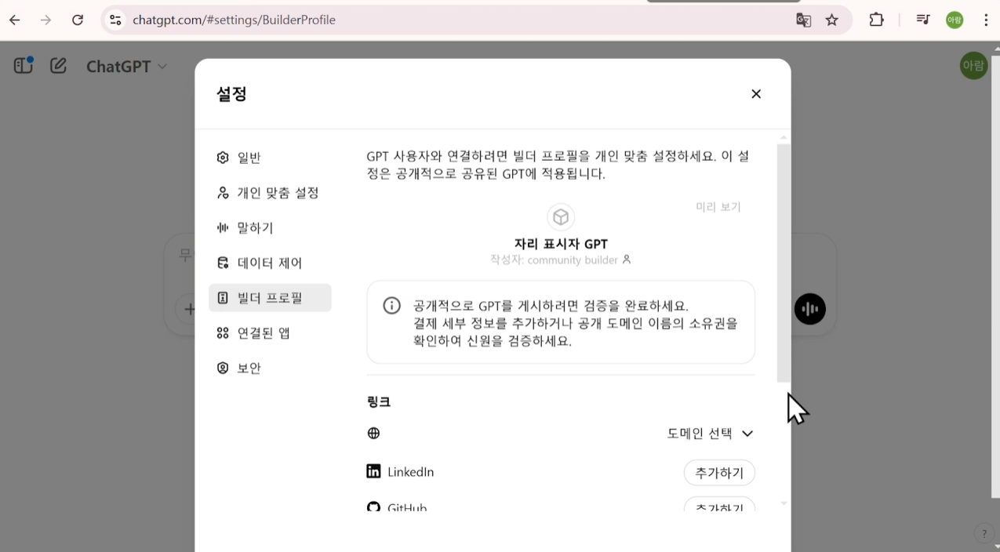 chatgpt.com/#settings/BuilderProfile
아람
ChatGPT
아람
설정
일반
개인 맞춤 설정
말하기
데이터 제어
빌더 프로필
연결된 앱
보안
GPT 사용자와 연결하려면 빌더 프로필을 개인 맞춤 설정하세요. 이 설
정은 공개적으로 공유된 GPT에 적용됩니다.
미리 보기
자리 표시자 GPT
작성자: community builder
공개적으로 GPT를 게시하려면 검증을 완료하세요.
결제 세부 정보를 추가하거나 공개 도메인 이름의 소유권을
확인하여 신원을 검증하세요.
링크
도메인 선택
LinkedIn 추가하기
GitHub 추가하기
무
?